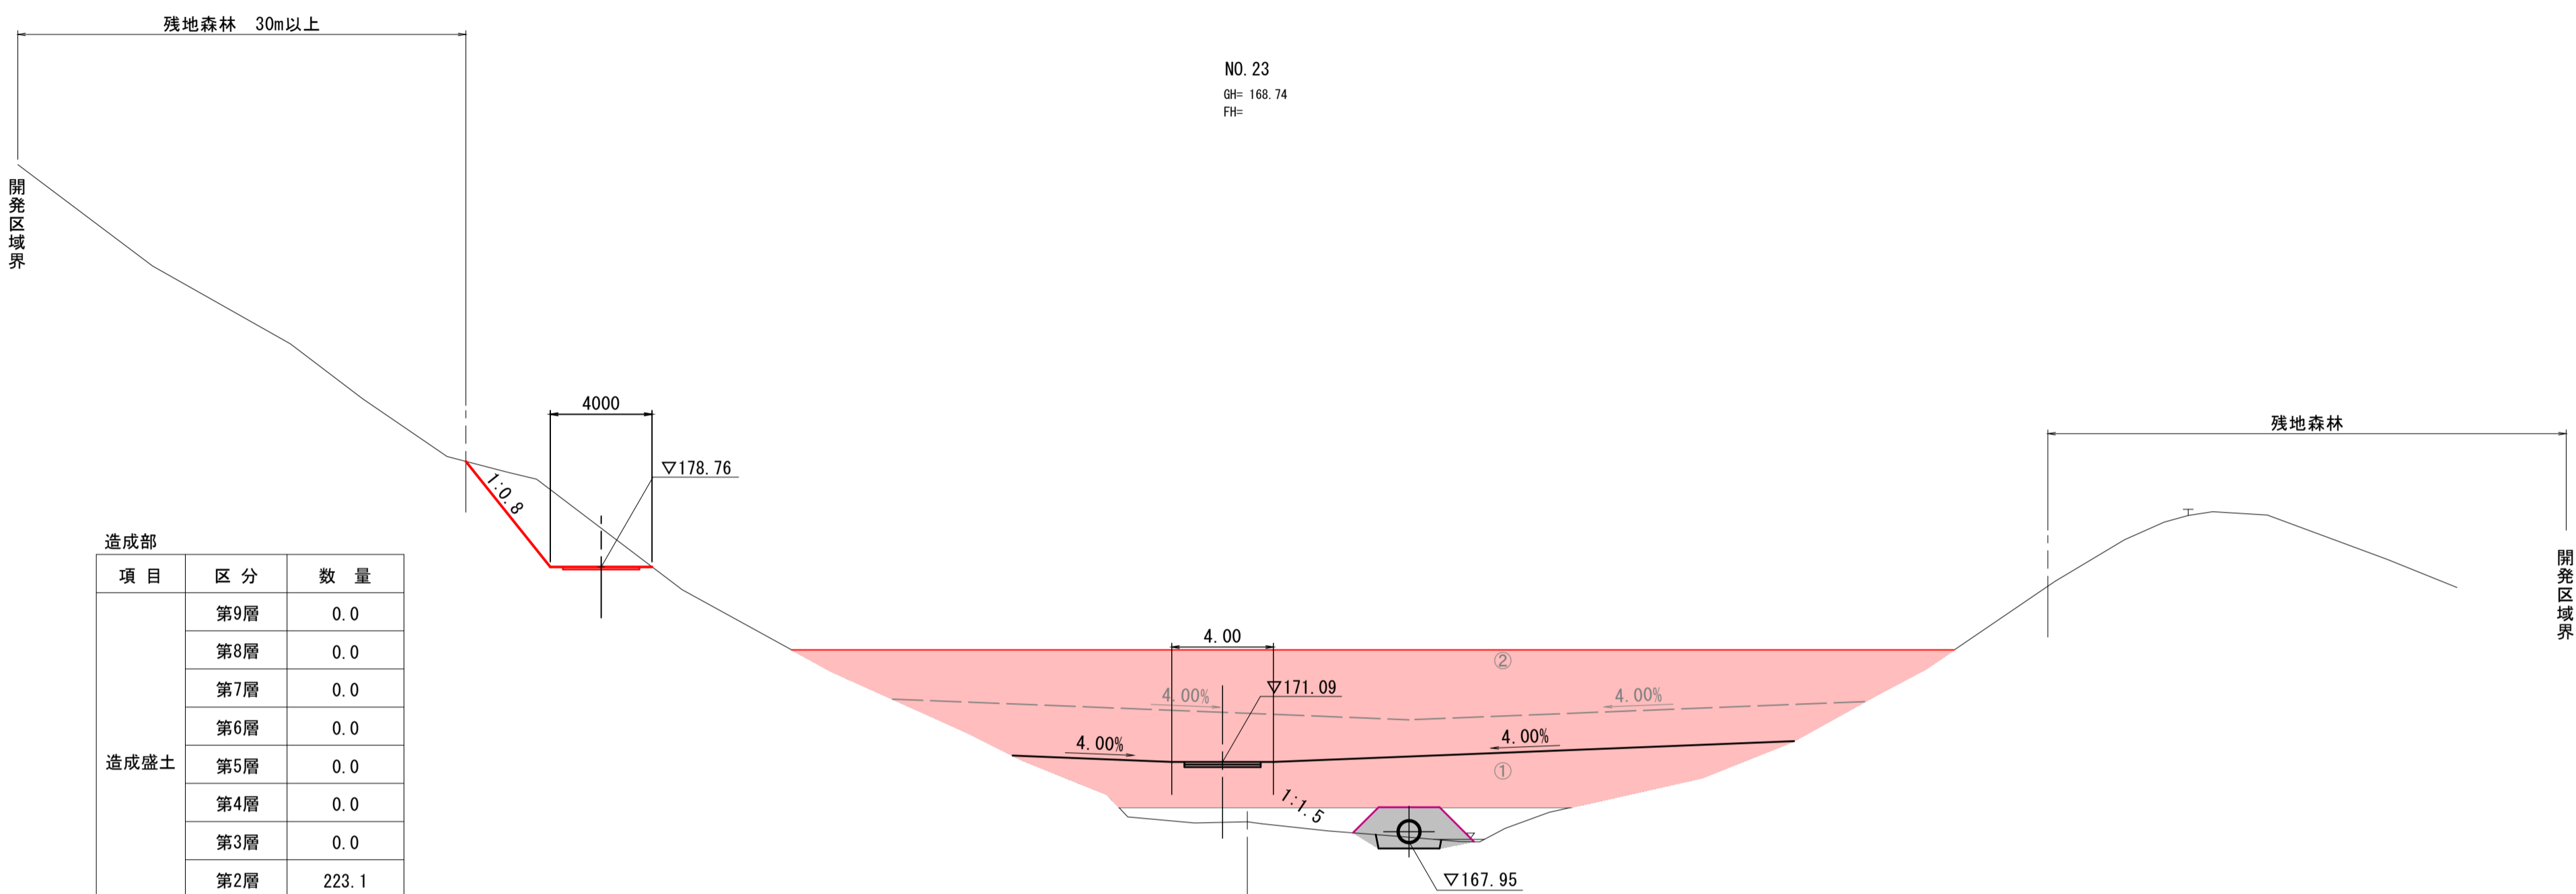 残地森林　30m以上
NO. 23
GH= 168. 74
FH=
開発区域界
4000
▽178. 76
1:0. 8
残地森林
開発区域界
造成部
項 目 区 分 数　量
造成盛土
第9層 0. 0
第8層 0. 0
第7層 0. 0
第6層 0. 0
第5層 0. 0
第4層 0. 0
第3層 0. 0
第2層 223. 1
4. 00
②
4. 00%
▽171. 09
4. 00%
4. 00%
4. 00%
①
1:1. 5
▽167. 95